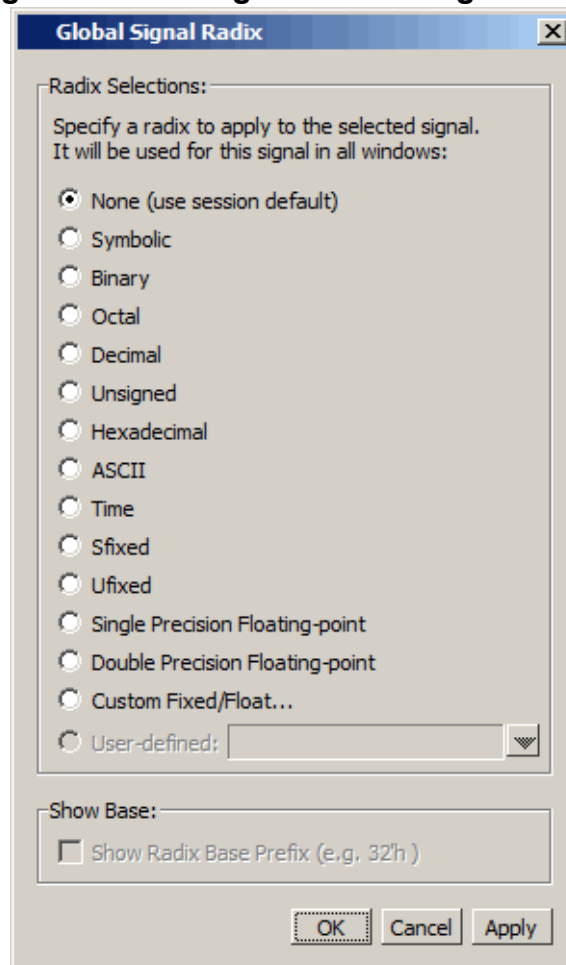 Global Signal Radix
Radix Selections:
Specify a radix to apply to the selected signal.
It will be used for this signal in all windows:
None (use session default)
Symbolic
Binary
Octal
Decimal
Unsigned
Hexadecimal
ASCII
Time
Sfixed
Ufixed
Single Precision Floating-point
Double Precision Floating-point
Custom Fixed/Float...
User-defined:
Show Base:
Show Radix Base Prefix (e.g. 32'h )
OK Cancel Apply